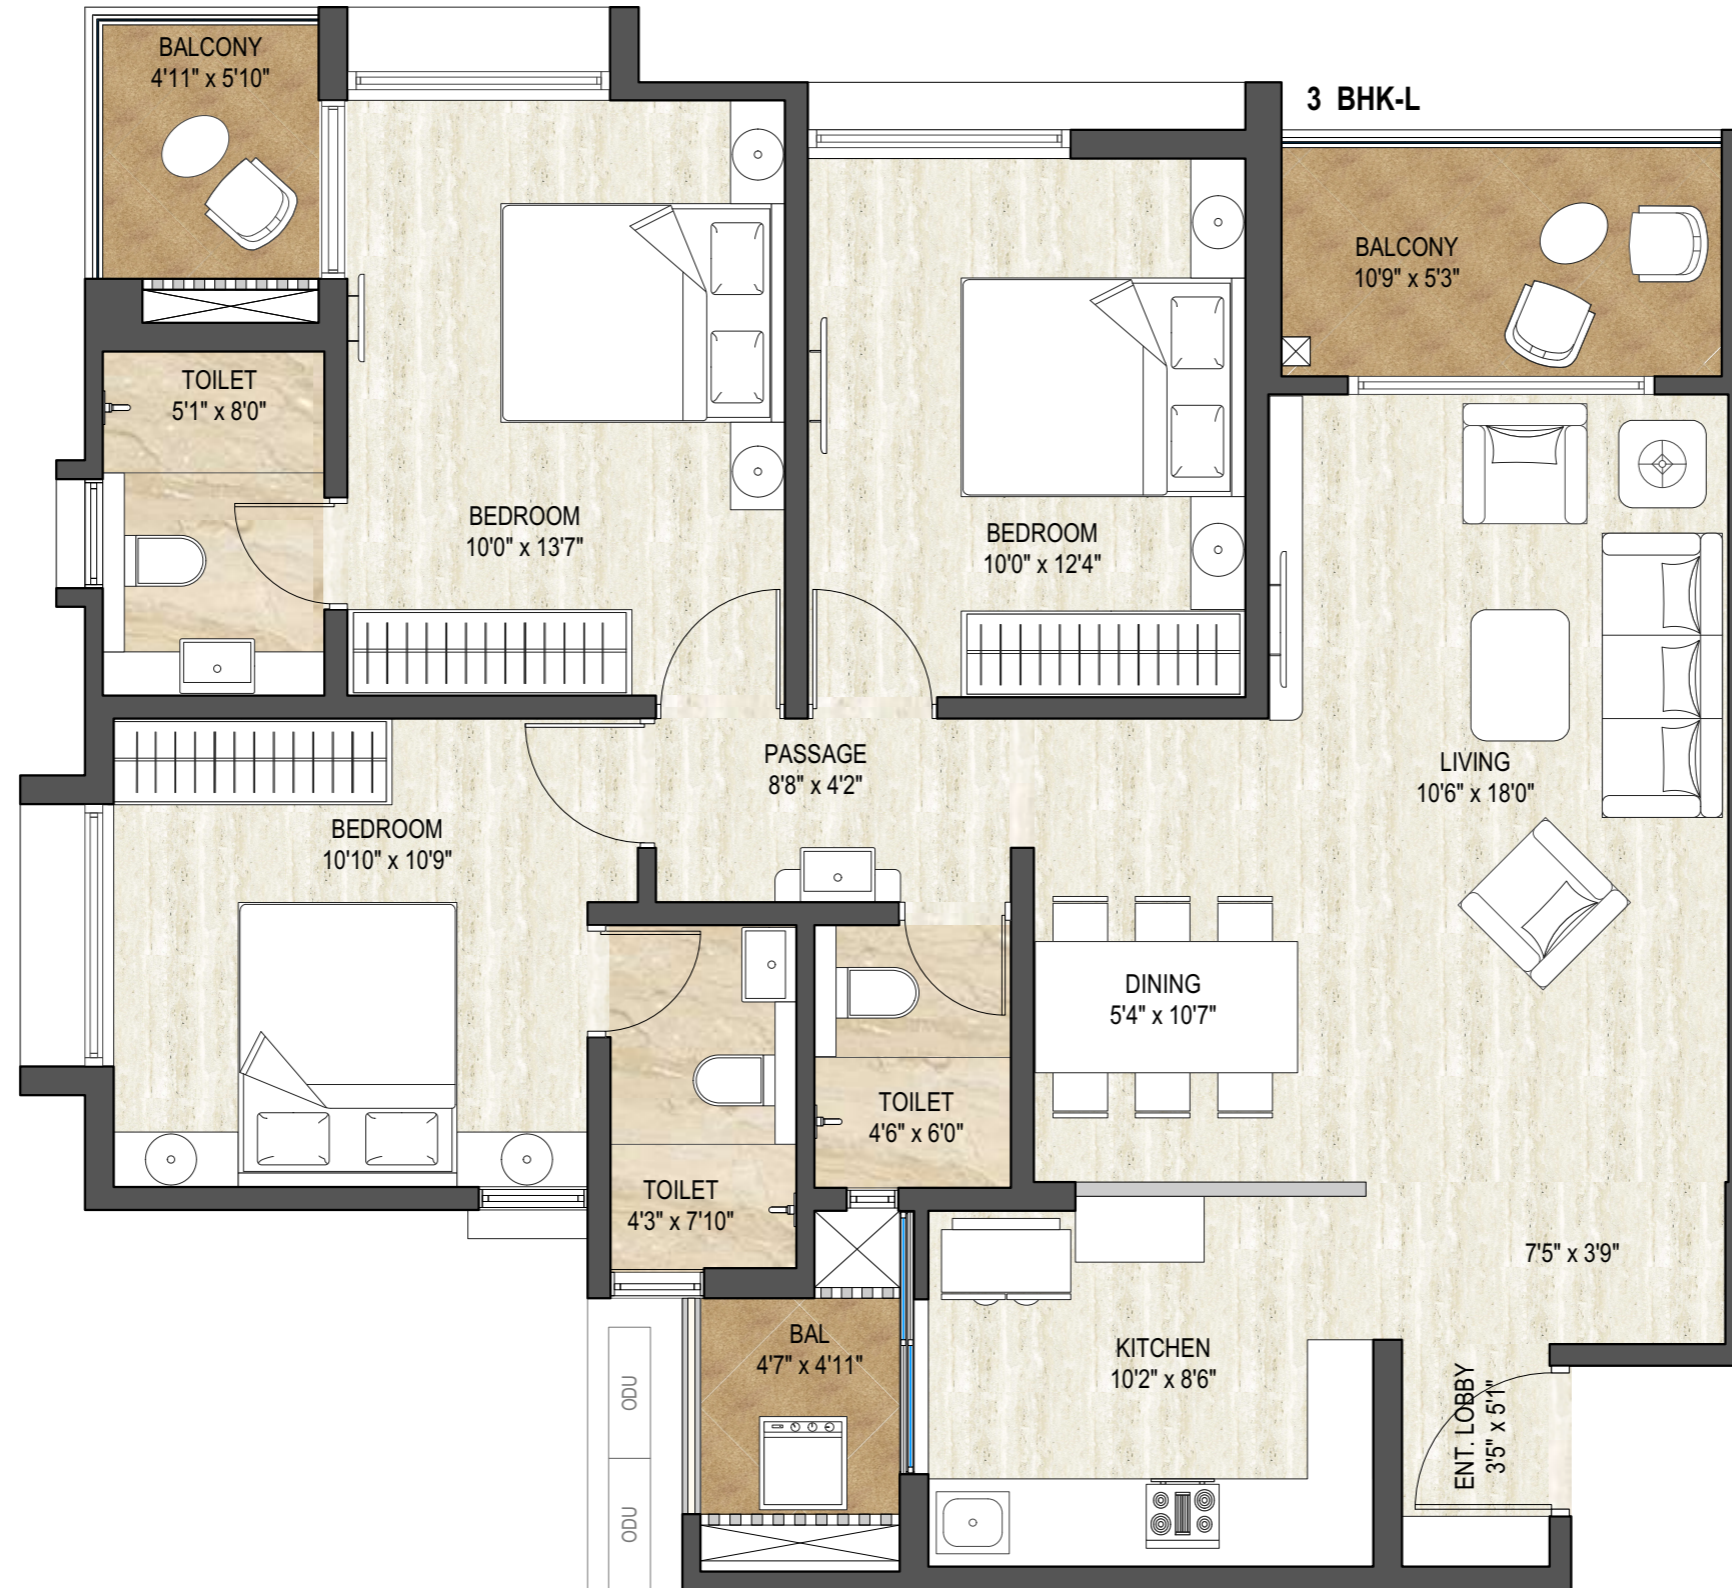 BALCONY
4'11" x 5'10"
3 BHK-L
BALCONY
10'9" x 5'3"
TOILET
5'1" x 8'0"
BEDROOM
10'0" x 13'7"
BEDROOM
10'0" x 12'4"
PASSAGE
8'8" x 4'2"
LIVING
10'6" x 18'0"
BEDROOM
10'10" x 10'9"
DINING
5'4" x 10'7"
TOILET
4'6" x 6'0"
TOILET
4'3" x 7'10"
7'5" x 3'9"
BAL
4'7" x 4'11"
KITCHEN
10'2" x 8'6"
ENT. LOBBY
3'5" x 5'1"
ODU
ODU